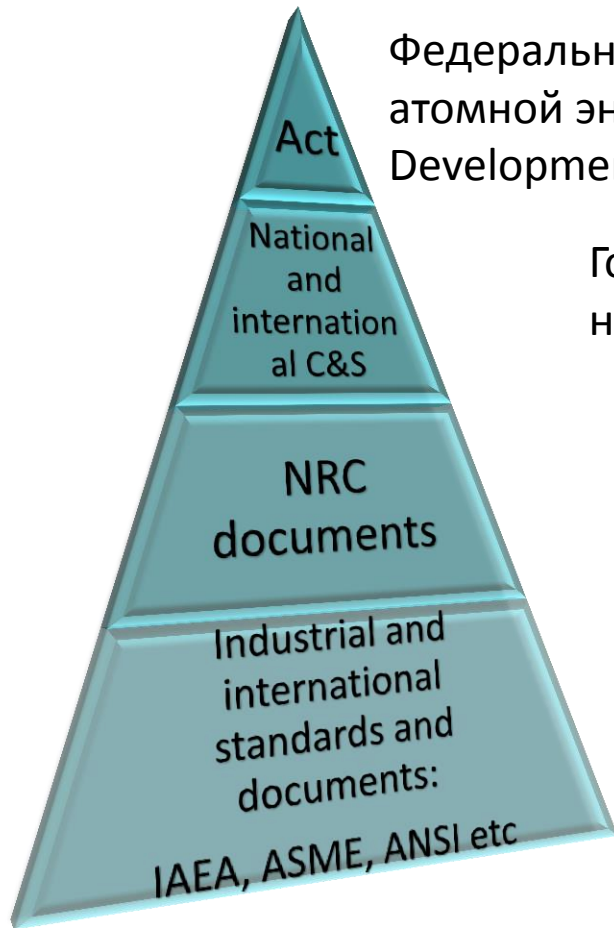 Act
National
and
internation
al C&S
NRC
documents
Industrial and
international
standards and
documents:
IAEA, ASME, ANSI etc
Федеральн
атомной эн
Developmer
Го
н